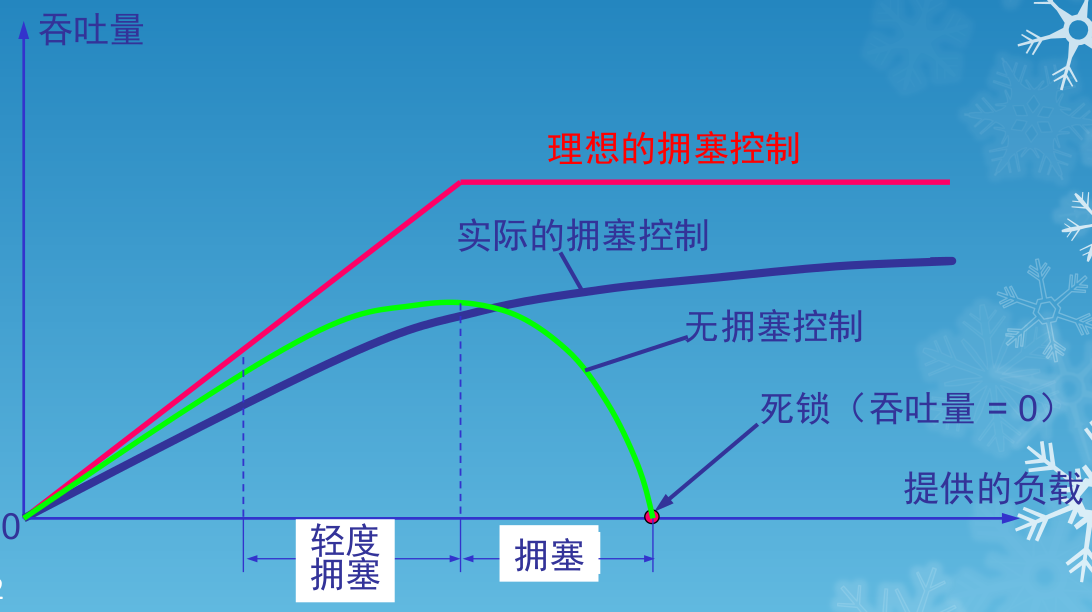 吞吐量
理想的拥塞控制
实际的拥塞控制
无拥塞控制
死锁（吞吐量 = 0）
提供的负载
0
轻度
拥塞
拥塞